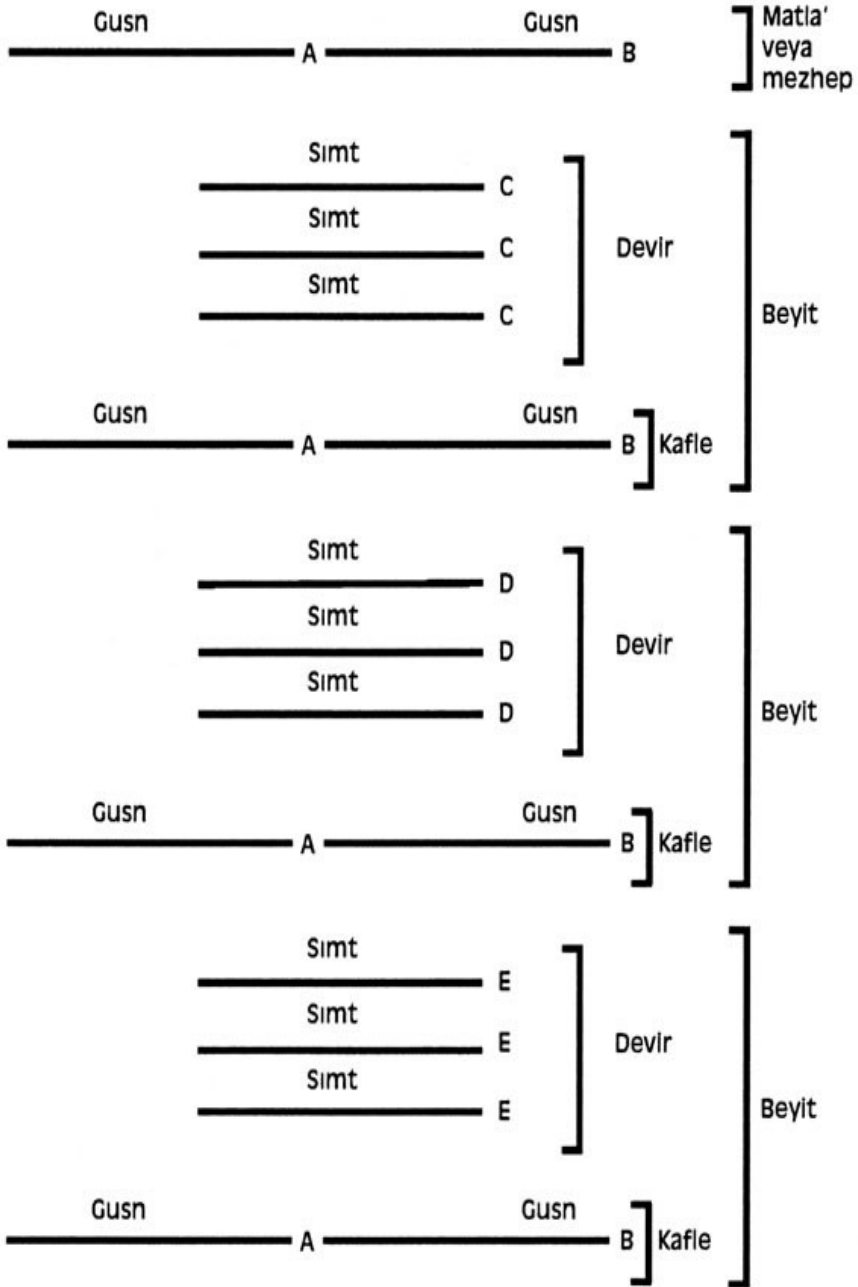 Gusn Gusn Matla'
A B veya
mezhep
Sımt
C
Sımt
C Devir
Sımt
C Beyit
Gusn Gusn
A B Kafle
Sımt
D
Sımt
D Devir
Sımt
D Beyit
Gusn Gusn
A B Kafle
Sımt
E
Sımt
E Devir
Sımt
E Beyit
Gusn Gusn
A B Kafle